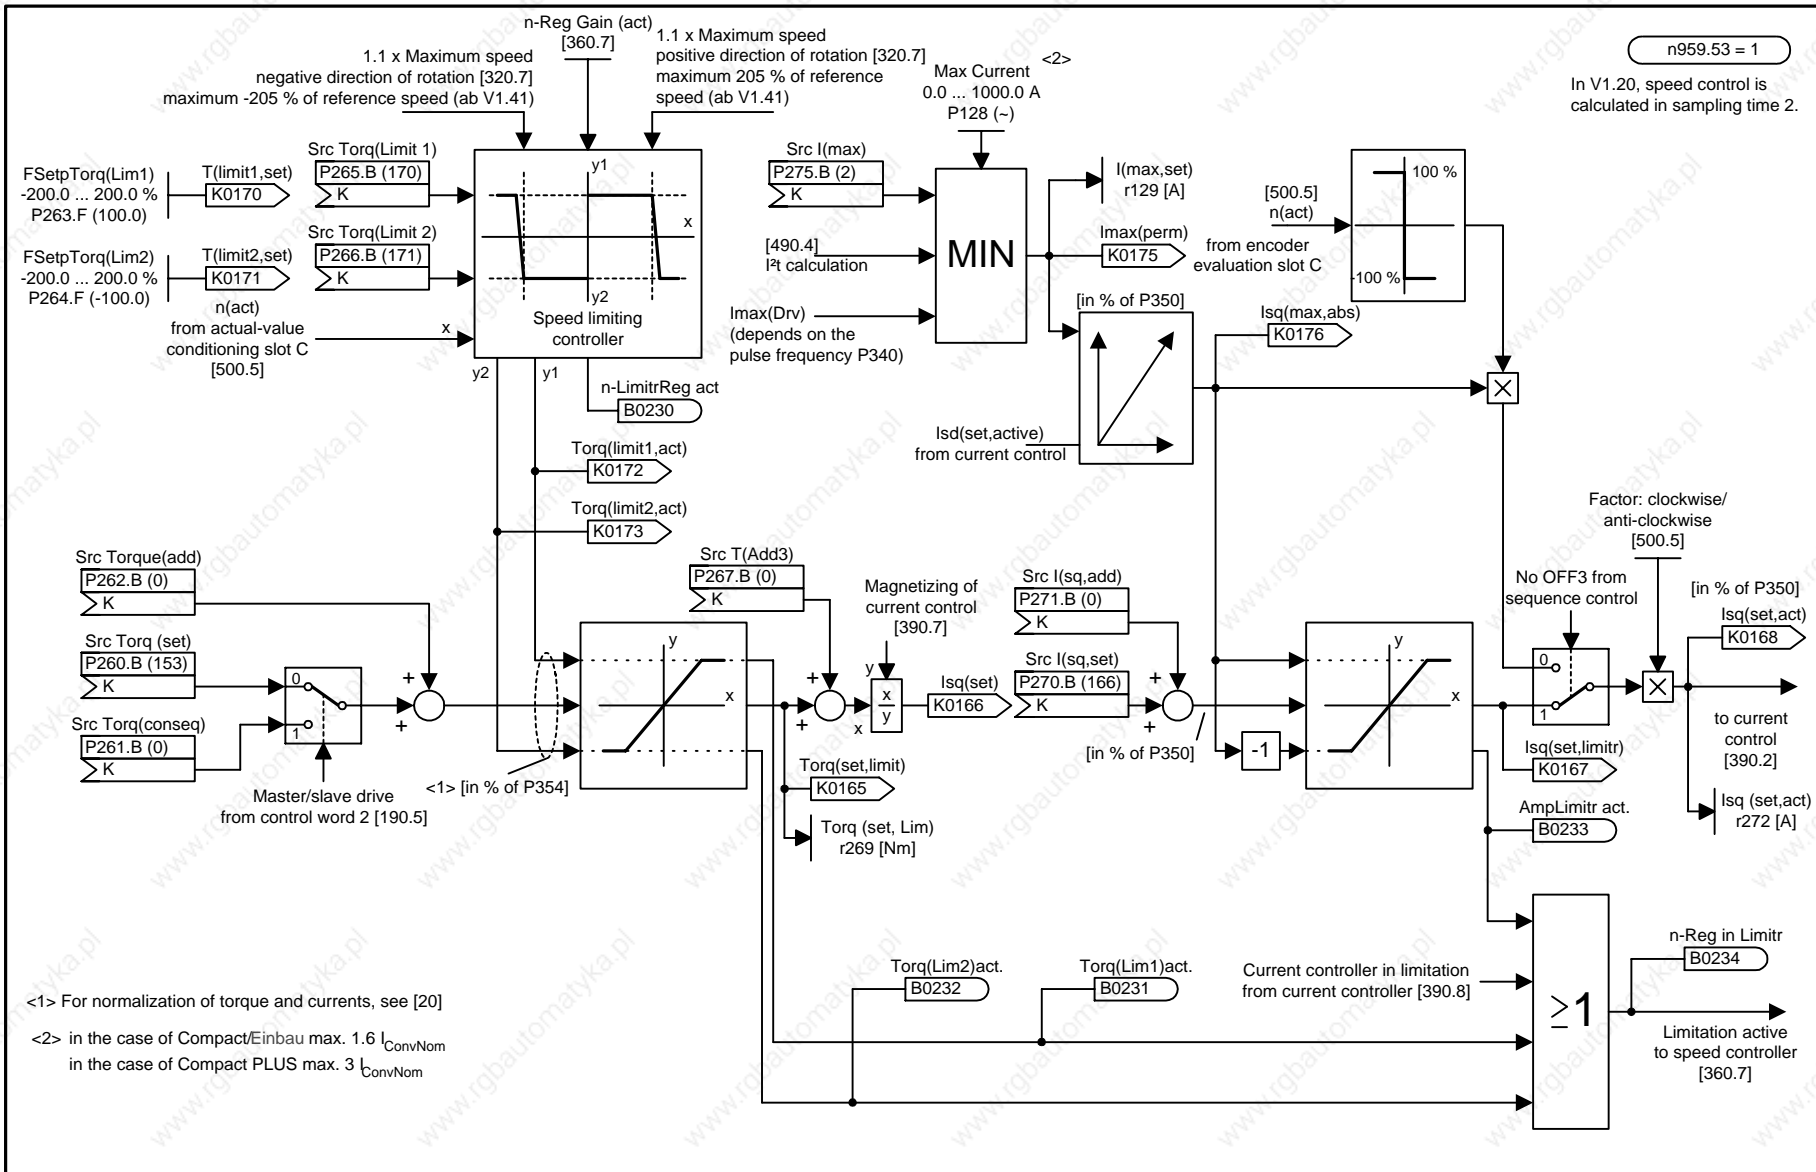 n-Reg Gain (act)
[360.7]
1.1 x Maximum speed
negative direction of rotation [320.7]
maximum -205 % of reference speed (ab V1.41)
1.1 x Maximum speed
positive direction of rotation [320.7]
maximum 205 % of reference
speed (ab V1.41)
<2>
Max Current
0.0 ... 1000.0 A
P128 (~)
n959.53 = 1
In V1.20, speed control is
calculated in sampling time 2.
FSetpTorq(Lim1)
-200.0 ... 200.0 %
P263.F (100.0)
T(limit1,set)
K0170
Src Torq(Limit 1)
P265.B (170)
K
FSetpTorq(Lim2)
-200.0 ... 200.0 %
P264.F (-100.0)
T(limit2,set)
K0171
Src Torq(Limit 2)
P266.B (171)
K
n(act)
from actual-value
conditioning slot C
[500.5]
x
y1
x
y2
Speed limiting
controller
y2
y1
n-LimitrReg act
B0230
Torq(limit1,act)
K0172
Torq(limit2,act)
K0173
Src I(max)
P275.B (2)
K
[490.4]
I²t calculation
Imax(Drv)
(depends on the
pulse frequency P340)
MIN
I(max,set)
r129 [A]
Imax(perm)
K0175
[in % of P350]
Isd(set,active)
from current control
[500.5]
n(act)
from encoder
evaluation slot C
100 %
-100 %
Isq(max,abs)
K0176
Src Torque(add)
P262.B (0)
K
Src Torq (set)
P260.B (153)
K
Src Torq(conseq)
P261.B (0)
K
0
1
Master/slave drive
from control word 2 [190.5]
+
+
<1> [in % of P354]
y
x
Src T(Add3)
P267.B (0)
K
+
+
Torq(set,limit)
K0165
Torq (set, Lim)
r269 [Nm]
Magnetizing of
current control
[390.7]
y
x
y
x
Isq(set)
K0166
Src I(sq,add)
P271.B (0)
K
Src I(sq,set)
P270.B (166)
K
+
+
[in % of P350]
-1
y
x
No OFF3 from
sequence control
0
1
Factor: clockwise/
anti-clockwise
[500.5]
[in % of P350]
Isq(set,act)
K0168
to current
control
[390.2]
Isq(set,limitr)
K0167
Isq (set,act)
r272 [A]
AmpLimitr act.
B0233
Torq(Lim2)act.
B0232
Torq(Lim1)act.
B0231
Current controller in limitation
from current controller [390.8]
≥1
n-Reg in Limitr
B0234
Limitation active
to speed controller
[360.7]
<1> For normalization of torque and currents, see [20]
<2> in the case of Compact/Einbau max. 1.6 IConvNom
in the case of Compact PLUS max. 3 IConvNom
www.rgbautomatyka.pl